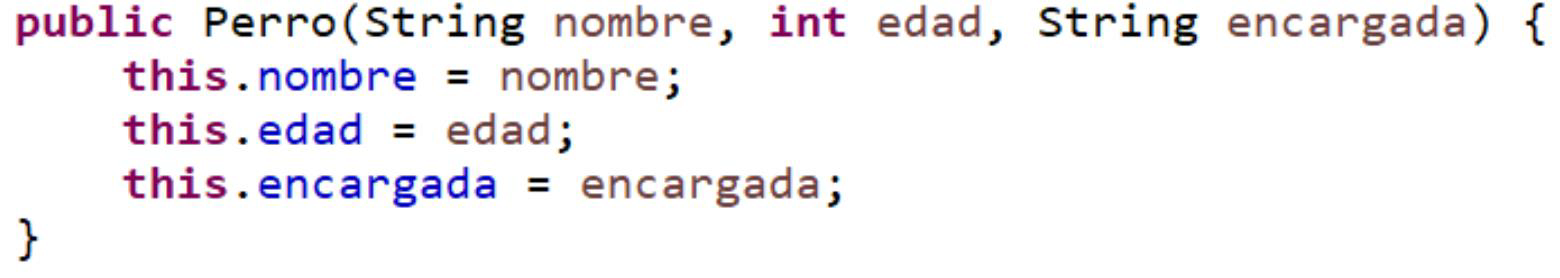 public Perro(String nombre, int edad, String encargada) {
    this.nombre = nombre;
    this.edad = edad;
    this.encargada = encargada;
}